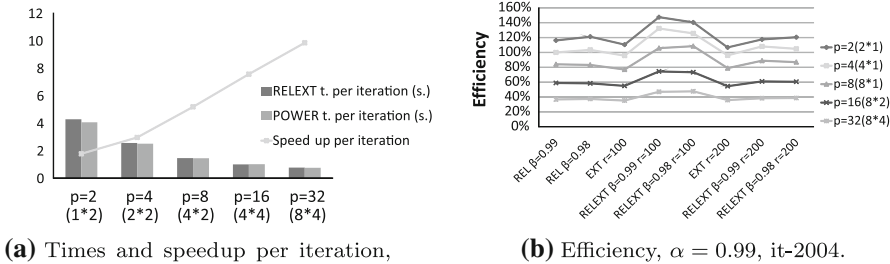 12
10
8
6
4
2
0
RELEXT t. per iteration (s.)
POWER t. per iteration (s.)
Speed up per iteration
p=2 p=4 p=8 p=16 p=32
(1*2) (2*2) (4*2) (4*4) (8*4)
(a) Times and speedup per iteration,
Efficiency
160%
140%
120%
100%
80%
60%
40%
20%
0%
p=2(2*1)
p=4(4*1)
p=8(8*1)
p=16(8*2)
p=32(8*4)
REL β=0.99
REL β=0.98
EXT r=100
RELEXT β=0.99 r=100
RELEXT β=0.98 r=100
EXT r=200
RELEXT β=0.99 r=200
RELEXT β=0.98 r=200
(b) Efficiency, α = 0.99, it-2004.